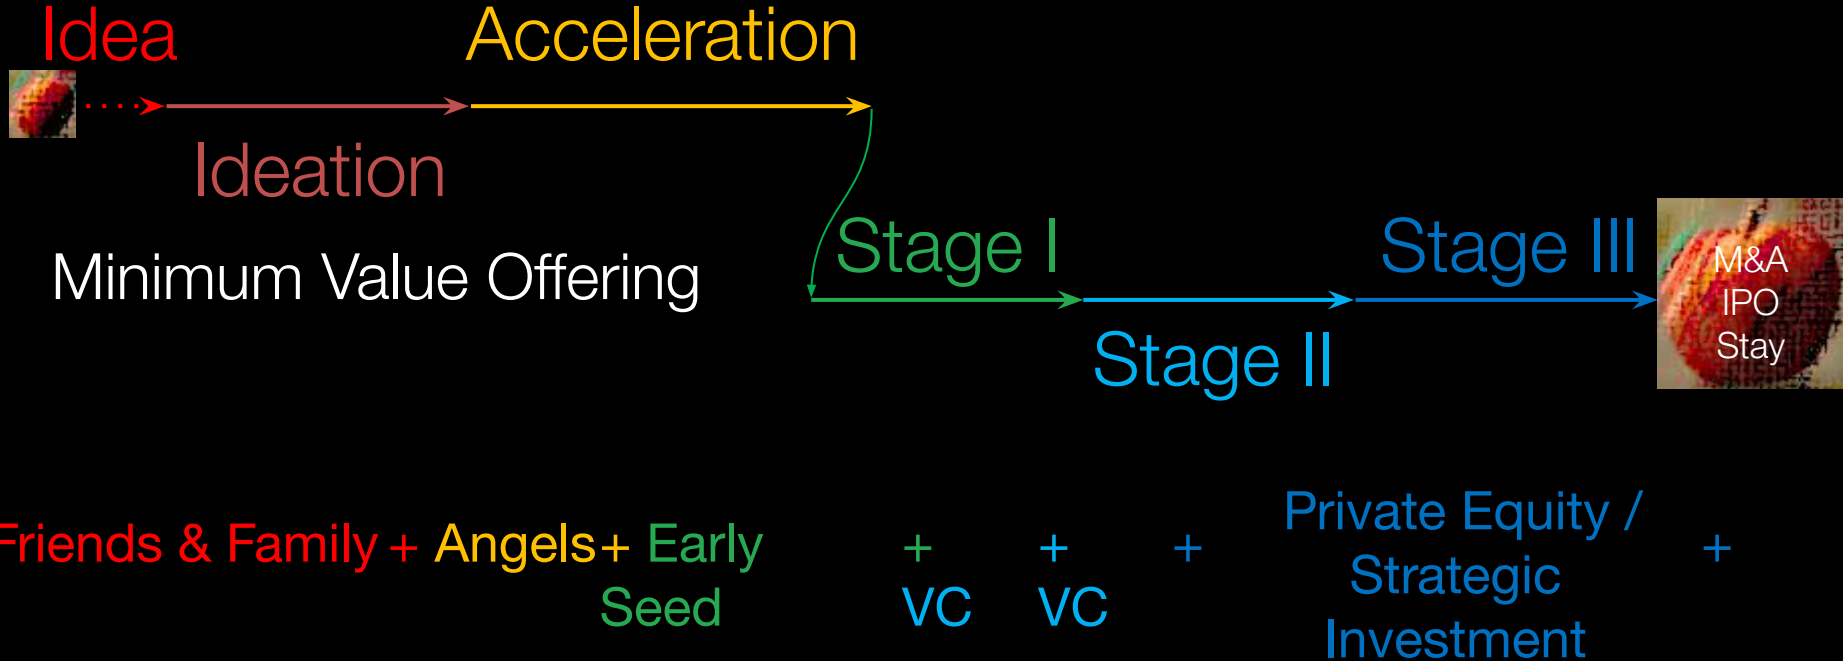 Idea
Acceleration
Ideation
Minimum Value Offering
Stage I
Stage II
Stage III
M&A
IPO
Stay
Friends & Family + Angels + Early
Seed
+
VC
+
VC
+
Private Equity /
Strategic
Investment
+